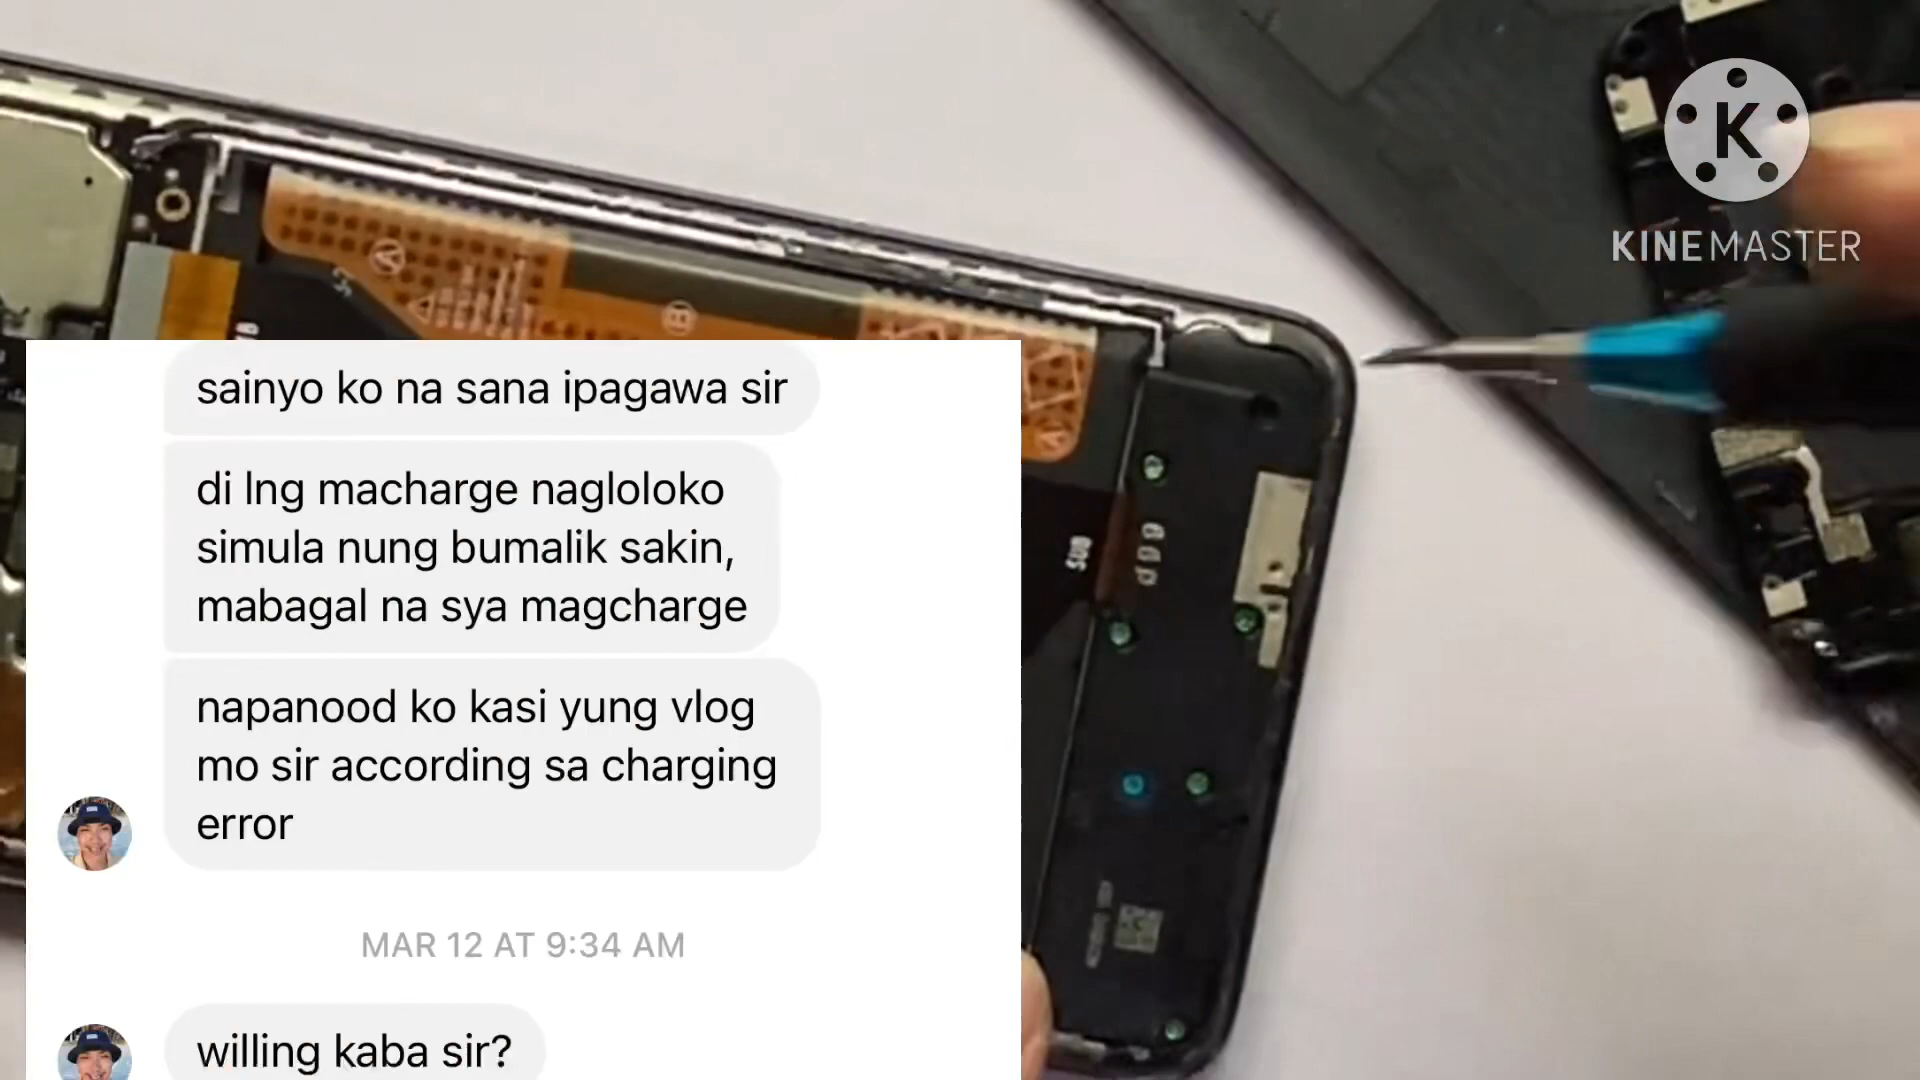 K
KINEMASTER
A
B
SUB
sainyo ko na sana ipagawa sir
di lng macharge nagloloko
simula nung bumalik sakin,
mabagal na sya magcharge
napanood ko kasi yung vlog
mo sir according sa charging
error
MAR 12 AT 9:34 AM
willing kaba sir?